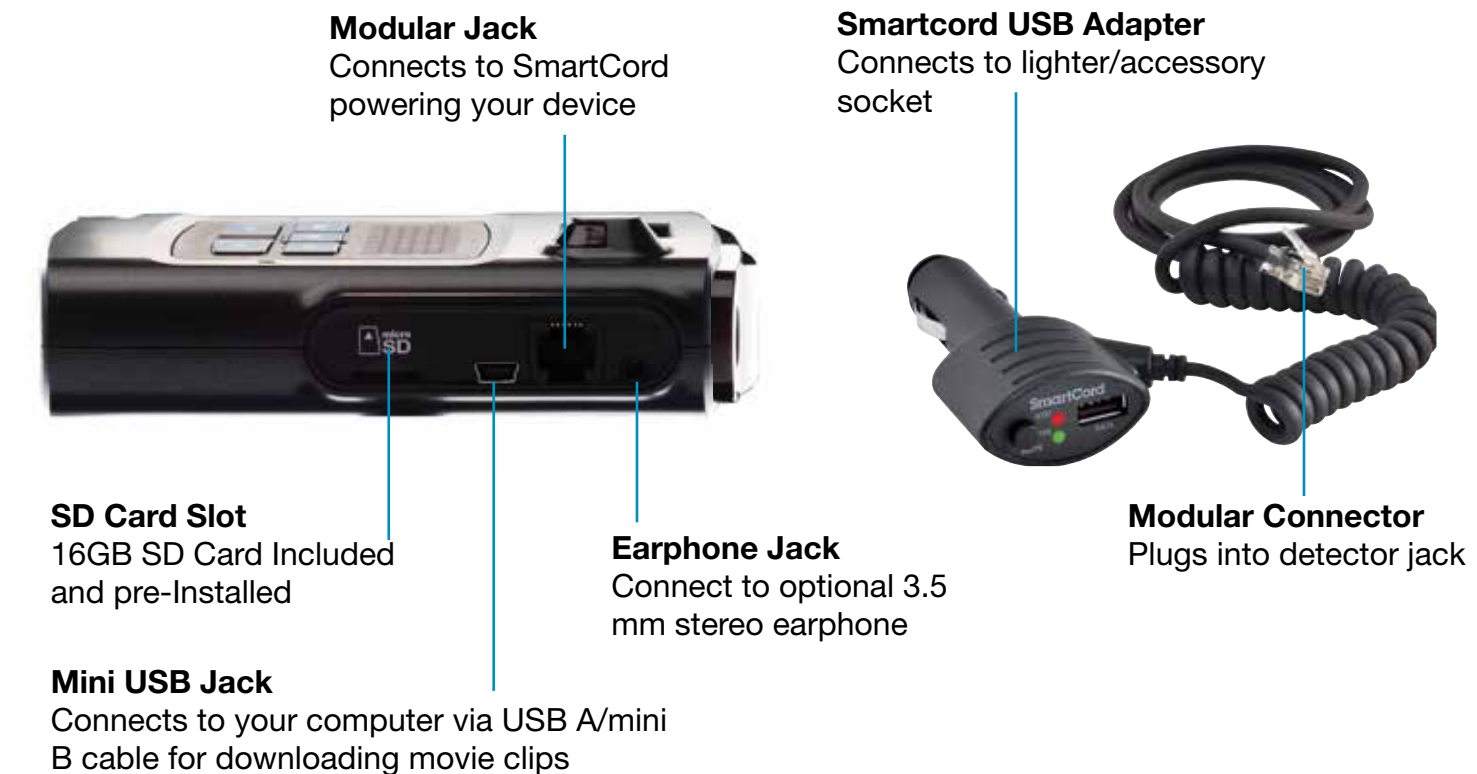 Modular Jack
Connects to SmartCord
powering your device
Smartcord USB Adapter
Connects to lighter/accessory
socket
micro
SD
SmartCord
SD Card Slot
16GB SD Card Included
and pre-Installed
Earphone Jack
Connect to optional 3.5
mm stereo earphone
Modular Connector
Plugs into detector jack
Mini USB Jack
Connects to your computer via USB A/mini
B cable for downloading movie clips